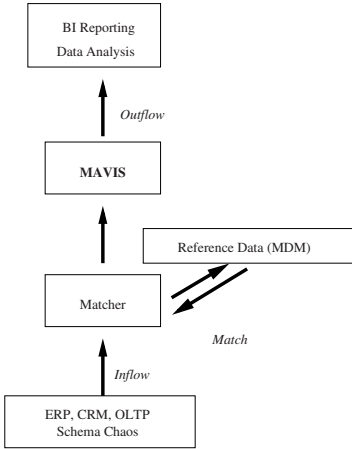 BI Reporting
Data Analysis
Outflow
MAVIS
Reference Data (MDM)
Matcher
Match
Inflow
ERP, CRM, OLTP
Schema Chaos